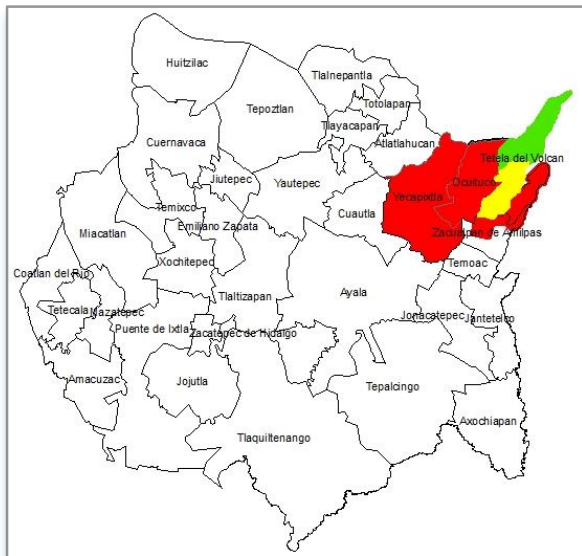 Huitzilac
Tlalnepantla
Tepoztlan
Totolapan
Tlayacapan
Cuernavaca
Atlatlahucan
Tetela del Volcan
Jiutepec
Yautepec
Ocuituco
Yecapixtla
Temixco
Cuautla
Emiliano Zapata
Miacatlan
Zacualpan de Amilpas
Xochitepec
Temoac
Coatlan del Rio
Tlaltizapan
Ayala
Tetecala
Mazatepec
Jonacatepec
Jantetelco
Puente de Ixtla
Zacatepec de Hidalgo
Amacuzac
Jojutla
Tepalcingo
Axochiapan
Tlaquiltenango